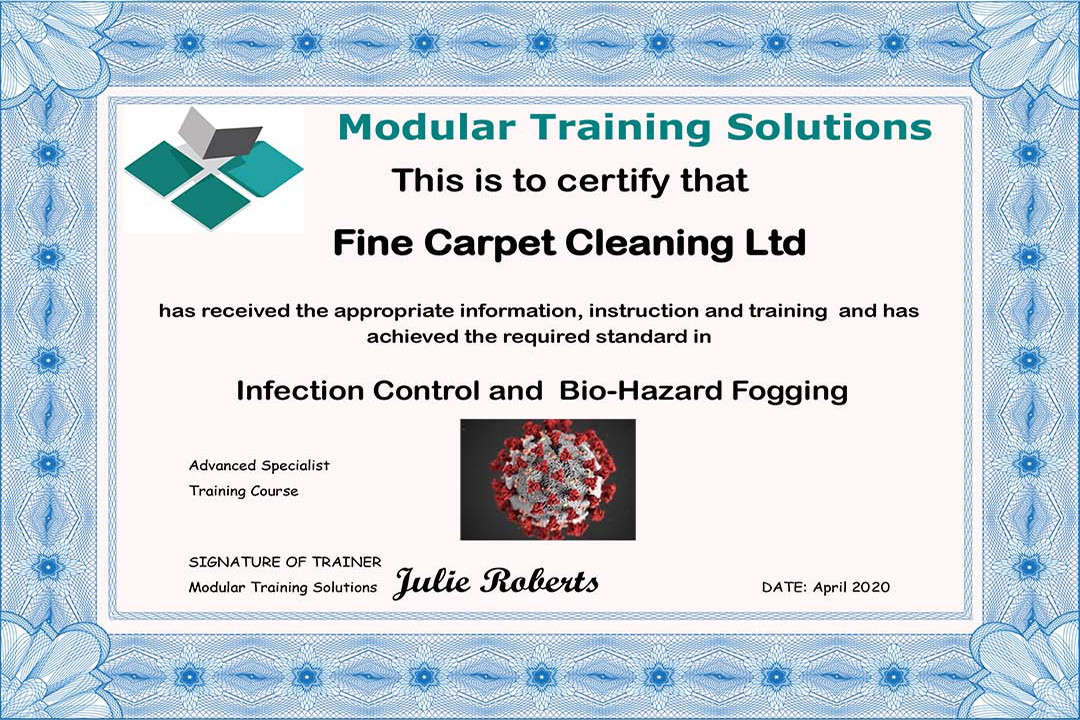 Modular Training Solutions
This is to certify that
Fine Carpet Cleaning Ltd
has received the appropriate information, instruction and training and has
achieved the required standard in
Infection Control and Bio-Hazard Fogging
Advanced Specialist
Training Course
SIGNATURE OF TRAINER
Modular Training Solutions Julie Roberts DATE: April 2020